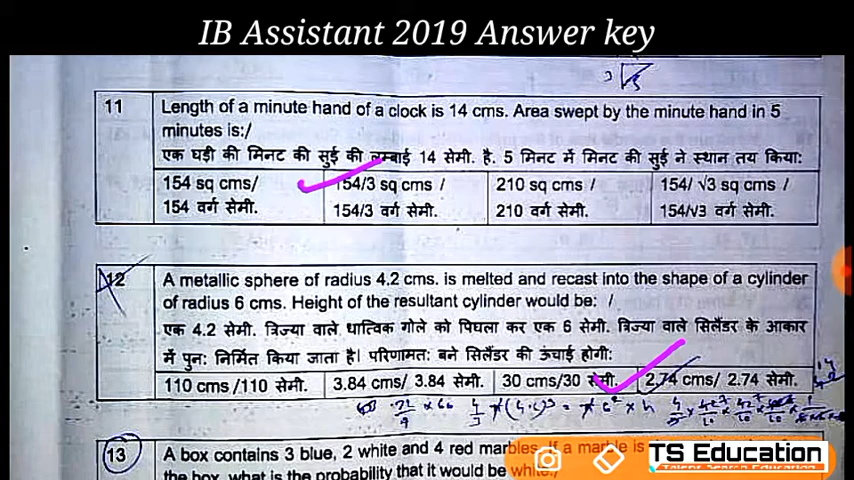 IB Assistant 2019 Answer key
11 Length of a minute hand of a clock is 14 cms. Area swept by the minute hand in 5
minutes is:/
एक घड़ी की मिनट की सुई की लम्बाई 14 सेमी. है. 5 मिनट में मिनट की सुई ने स्थान तय किया:
154 sq cms/ 154/3 sq cms / 210 sq cms / 154/ √3 sq cms /
154 वर्ग सेमी. 154/3 वर्ग सेमी. 210 वर्ग सेमी. 154/√3 वर्ग सेमी.
12 A metallic sphere of radius 4.2 cms. is melted and recast into the shape of a cylinder
of radius 6 cms. Height of the resultant cylinder would be: /
एक 4.2 सेमी. त्रिज्या वाले धात्विक गोले को पिघला कर एक 6 सेमी. त्रिज्या वाले सिलैंडर के आकार
में पुन: निर्मित किया जाता है। परिणामत: बने सिलैंडर की ऊंचाई होगी:
110 cms /110 सेमी. 3.84 cms/ 3.84 सेमी. 30 cms/30 सेमी. 2.74 cms/ 2.74 सेमी.
13 A box contains 3 blue, 2 white and 4 red marbles. If a marble is
the box, what is the probability that it would be white./
TS Education
Talent Search Education